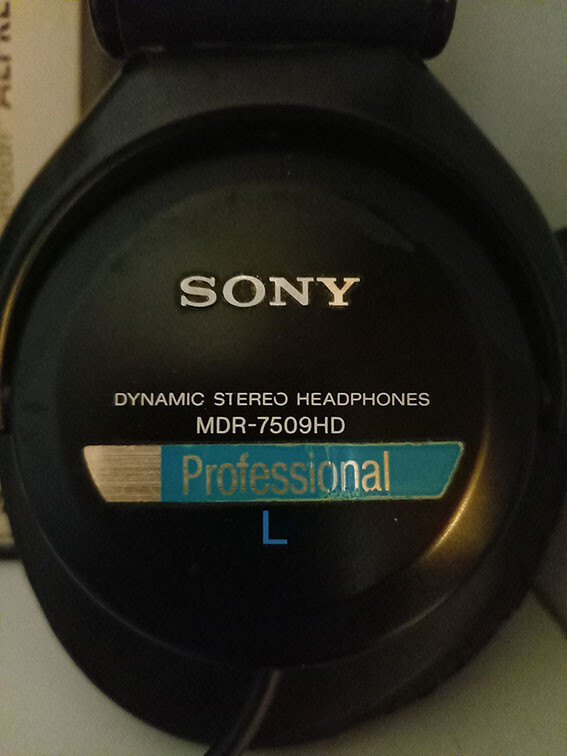 SONY
DYNAMIC STEREO HEADPHONES
MDR-7509HD
Professional
L